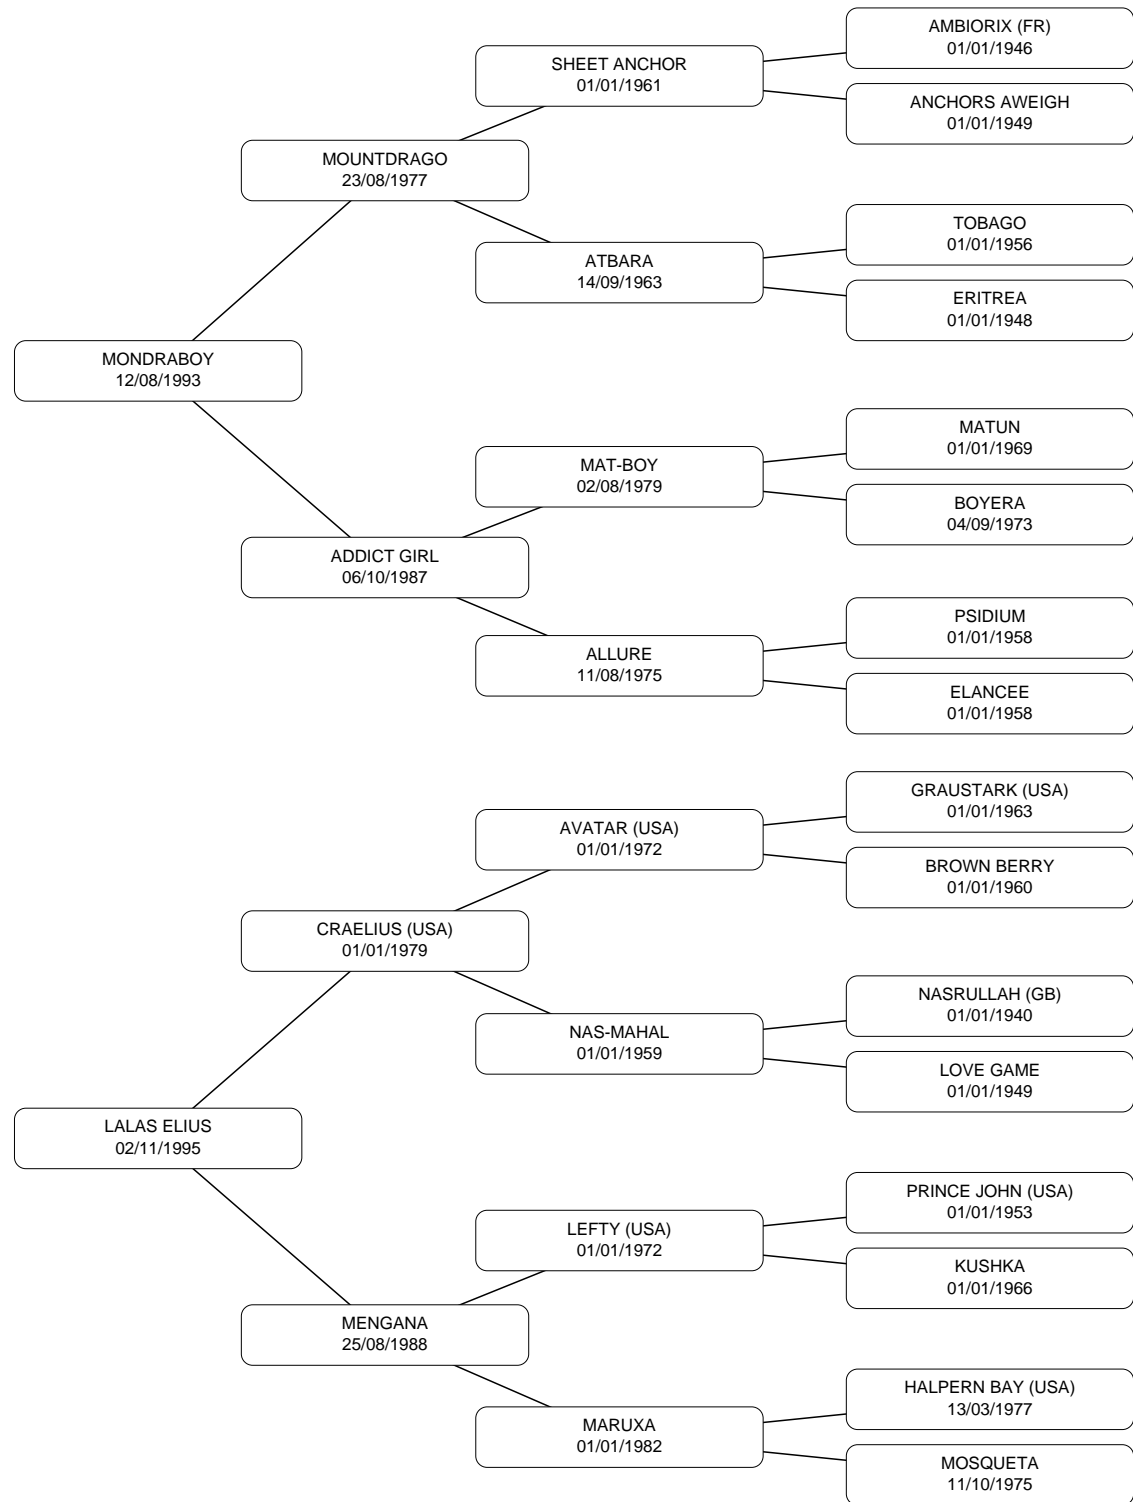 AMBIORIX (FR)
01/01/1946
SHEET ANCHOR
01/01/1961
ANCHORS AWEIGH
01/01/1949
MOUNTDRAGO
23/08/1977
TOBAGO
01/01/1956
ATBARA
14/09/1963
ERITREA
01/01/1948
MONDRABOY
12/08/1993
MATUN
01/01/1969
MAT-BOY
02/08/1979
BOYERA
04/09/1973
ADDICT GIRL
06/10/1987
PSIDIUM
01/01/1958
ALLURE
11/08/1975
ELANCEE
01/01/1958
GRAUSTARK (USA)
01/01/1963
AVATAR (USA)
01/01/1972
BROWN BERRY
01/01/1960
CRAELIUS (USA)
01/01/1979
NASRULLAH (GB)
01/01/1940
NAS-MAHAL
01/01/1959
LOVE GAME
01/01/1949
LALAS ELIUS
02/11/1995
PRINCE JOHN (USA)
01/01/1953
LEFTY (USA)
01/01/1972
KUSHKA
01/01/1966
MENGANA
25/08/1988
HALPERN BAY (USA)
13/03/1977
MARUXA
01/01/1982
MOSQUETA
11/10/1975